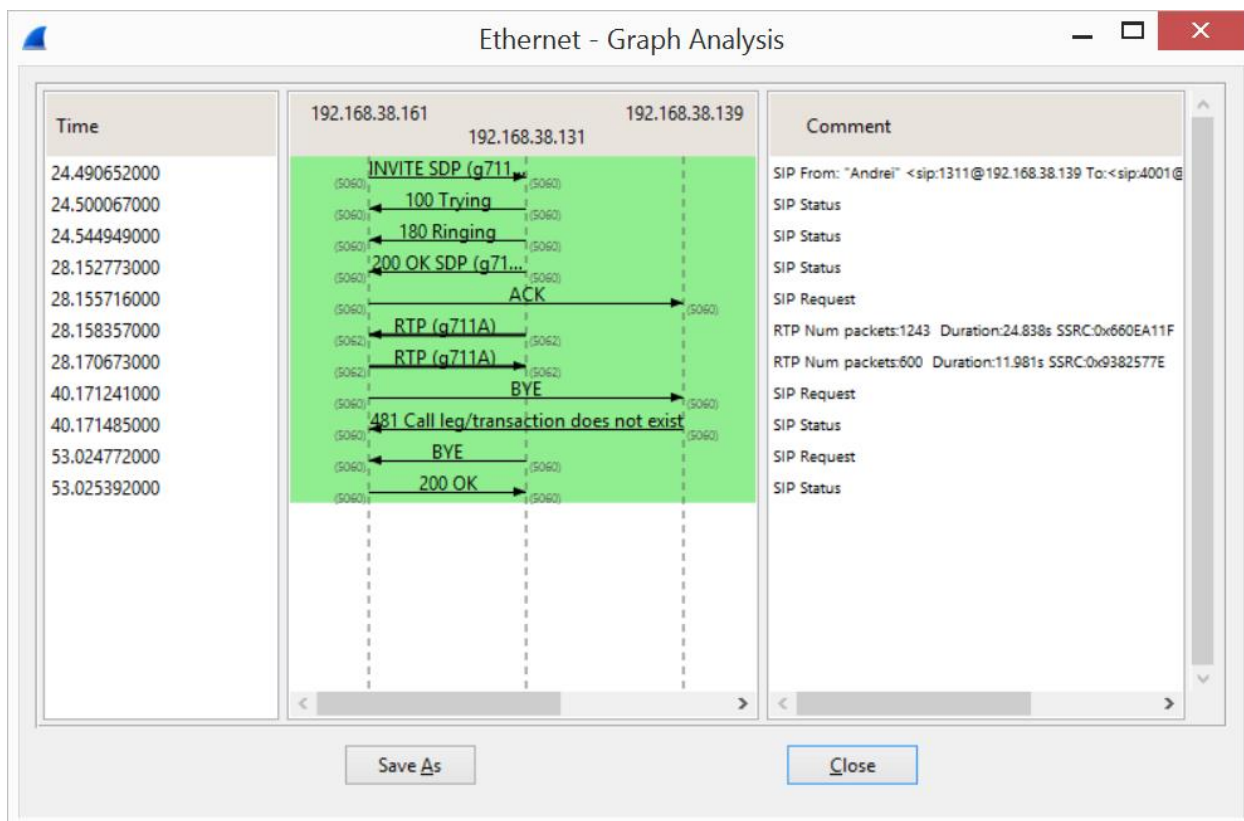 Ethernet - Graph Analysis
Time
192.168.38.161
192.168.38.131
192.168.38.139
Comment
24.490652000 INVITE SDP (g711... (5060) (5060) SIP From: "Andrei" <sip:1311@192.168.38.139 To:<sip:4001@
24.500067000 100 Trying (5060) (5060) SIP Status
24.544949000 180 Ringing (5060) (5060) SIP Status
28.152773000 200 OK SDP (g71... (5060) (5060) SIP Status
28.155716000 ACK (5060) (5060) SIP Request
28.158357000 RTP (g711A) (5062) (5062) RTP Num packets:1243 Duration:24.838s SSRC:0x660EA11F
28.170673000 RTP (g711A) (5062) (5062) RTP Num packets:600 Duration:11.981s SSRC:0x9382577E
40.171241000 BYE (5060) (5060) SIP Request
40.171485000 481 Call leg/transaction does not exist (5060) (5060) SIP Status
53.024772000 BYE (5060) (5060) SIP Request
53.025392000 200 OK (5060) (5060) SIP Status
Save As
Close